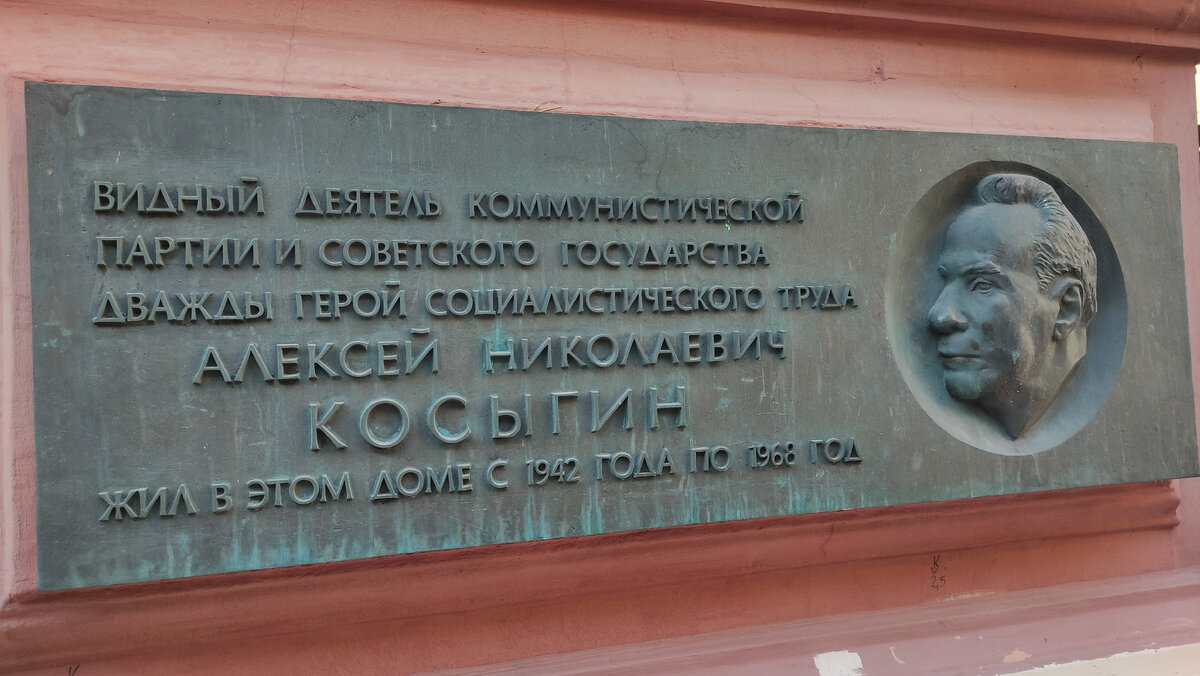 ВИДНЫЙ ДЕЯТЕЛЬ КОММУНИСТИЧЕСКОЙ
ПАРТИИ И СОВЕТСКОГО ГОСУДАРСТВА
ДВАЖДЫ ГЕРОЙ СОЦИАЛИСТИЧЕСКОГО ТРУДА
АЛЕКСЕЙ НИКОЛАЕВИЧ
КОСЫГИН
ЖИЛ В ЭТОМ ДОМЕ С 1942 ГОДА ПО 1968 ГОД